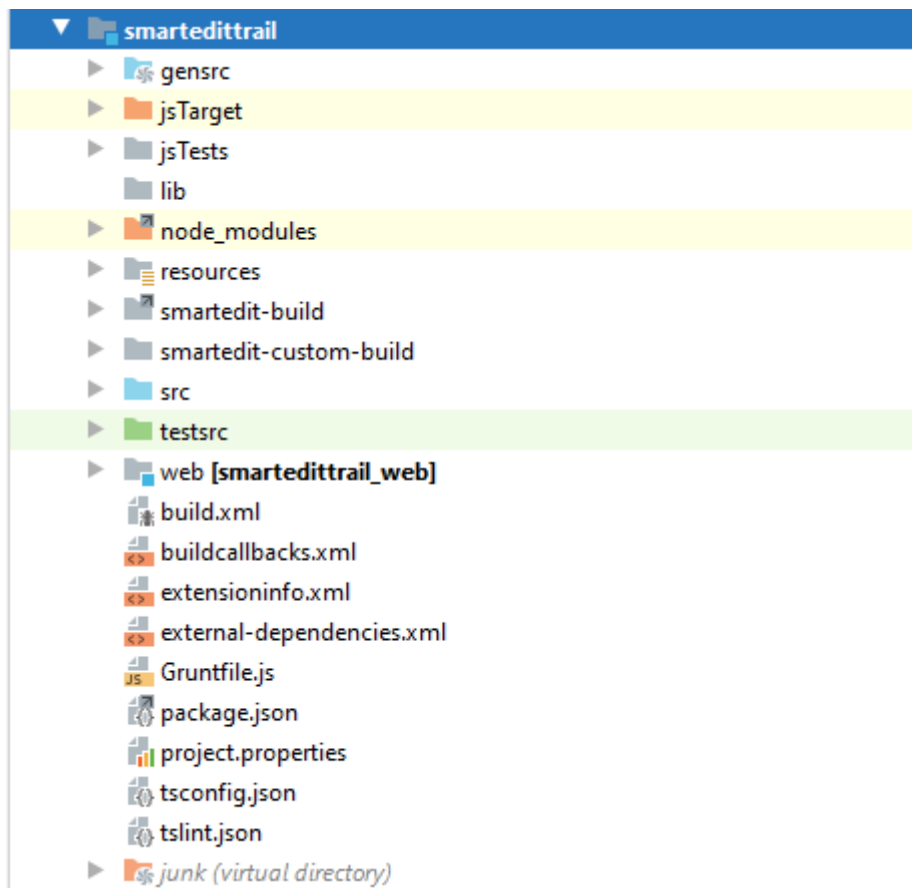 smartedittrail
gensrc
jsTarget
jsTests
lib
node_modules
resources
smartedit-build
smartedit-custom-build
src
testsrc
web [smartedittrail_web]
build.xml
buildcallbacks.xml
extensioninfo.xml
external-dependencies.xml
JS Gruntfile.js
package.json
project.properties
tsconfig.json
tslint.json
junk (virtual directory)